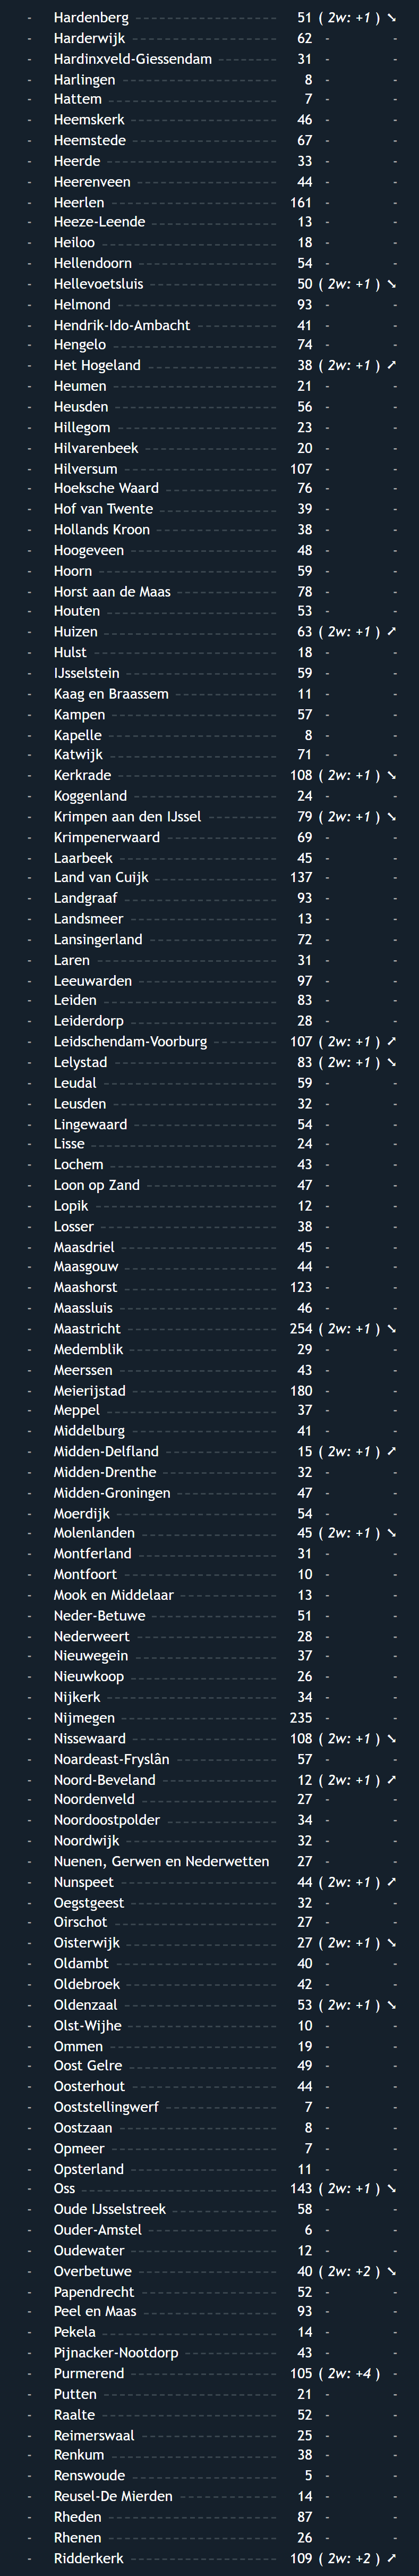 - Hardenberg 51 ( 2w: +1 ) ➘
- Harderwijk 62 - -
- Hardinxveld-Giessendam 31 - -
- Harlingen 8 - -
- Hattem 7 - -
- Heemskerk 46 - -
- Heemstede 67 - -
- Heerde 33 - -
- Heerenveen 44 - -
- Heerlen 161 - -
- Heeze-Leende 13 - -
- Heiloo 18 - -
- Hellendoorn 54 - -
- Hellevoetsluis 50 ( 2w: +1 ) ➘
- Helmond 93 - -
- Hendrik-Ido-Ambacht 41 - -
- Hengelo 74 - -
- Het Hogeland 38 ( 2w: +1 ) ➚
- Heumen 21 - -
- Heusden 56 - -
- Hillegom 23 - -
- Hilvarenbeek 20 - -
- Hilversum 107 - -
- Hoeksche Waard 76 - -
- Hof van Twente 39 - -
- Hollands Kroon 38 - -
- Hoogeveen 48 - -
- Hoorn 59 - -
- Horst aan de Maas 78 - -
- Houten 53 - -
- Huizen 63 ( 2w: +1 ) ➚
- Hulst 18 - -
- IJsselstein 59 - -
- Kaag en Braassem 11 - -
- Kampen 57 - -
- Kapelle 8 - -
- Katwijk 71 - -
- Kerkrade 108 ( 2w: +1 ) ➘
- Koggenland 24 - -
- Krimpen aan den IJssel 79 ( 2w: +1 ) ➘
- Krimpenerwaard 69 - -
- Laarbeek 45 - -
- Land van Cuijk 137 - -
- Landgraaf 93 - -
- Landsmeer 13 - -
- Lansingerland 72 - -
- Laren 31 - -
- Leeuwarden 97 - -
- Leiden 83 - -
- Leiderdorp 28 - -
- Leidschendam-Voorburg 107 ( 2w: +1 ) ➚
- Lelystad 83 ( 2w: +1 ) ➘
- Leudal 59 - -
- Leusden 32 - -
- Lingewaard 54 - -
- Lisse 24 - -
- Lochem 43 - -
- Loon op Zand 47 - -
- Lopik 12 - -
- Losser 38 - -
- Maasdriel 45 - -
- Maasgouw 44 - -
- Maashorst 123 - -
- Maassluis 46 - -
- Maastricht 254 ( 2w: +1 ) ➘
- Medemblik 29 - -
- Meerssen 43 - -
- Meierijstad 180 - -
- Meppel 37 - -
- Middelburg 41 - -
- Midden-Delfland 15 ( 2w: +1 ) ➚
- Midden-Drenthe 32 - -
- Midden-Groningen 47 - -
- Moerdijk 54 - -
- Molenlanden 45 ( 2w: +1 ) ➘
- Montferland 31 - -
- Montfoort 10 - -
- Mook en Middelaar 13 - -
- Neder-Betuwe 51 - -
- Nederweert 28 - -
- Nieuwegein 37 - -
- Nieuwkoop 26 - -
- Nijkerk 34 - -
- Nijmegen 235 - -
- Nissewaard 108 ( 2w: +1 ) ➘
- Noardeast-Fryslân 57 - -
- Noord-Beveland 12 ( 2w: +1 ) ➚
- Noordenveld 27 - -
- Noordoostpolder 34 - -
- Noordwijk 32 - -
- Nuenen, Gerwen en Nederwetten 27 - -
- Nunspeet 44 ( 2w: +1 ) ➚
- Oegstgeest 32 - -
- Oirschot 27 - -
- Oisterwijk 27 ( 2w: +1 ) ➘
- Oldambt 40 - -
- Oldebroek 42 - -
- Oldenzaal 53 ( 2w: +1 ) ➘
- Olst-Wijhe 10 - -
- Ommen 19 - -
- Oost Gelre 49 - -
- Oosterhout 44 - -
- Ooststellingwerf 7 - -
- Oostzaan 8 - -
- Opmeer 7 - -
- Opsterland 11 - -
- Oss 143 ( 2w: +1 ) ➘
- Oude IJsselstreek 58 - -
- Ouder-Amstel 6 - -
- Oudewater 12 - -
- Overbetuwe 40 ( 2w: +2 ) ➘
- Papendrecht 52 - -
- Peel en Maas 93 - -
- Pekela 14 - -
- Pijnacker-Nootdorp 43 - -
- Purmerend 105 ( 2w: +4 ) -
- Putten 21 - -
- Raalte 52 - -
- Reimerswaal 25 - -
- Renkum 38 - -
- Renswoude 5 - -
- Reusel-De Mierden 14 - -
- Rheden 87 - -
- Rhenen 26 - -
- Ridderkerk 109 ( 2w: +2 ) ➚